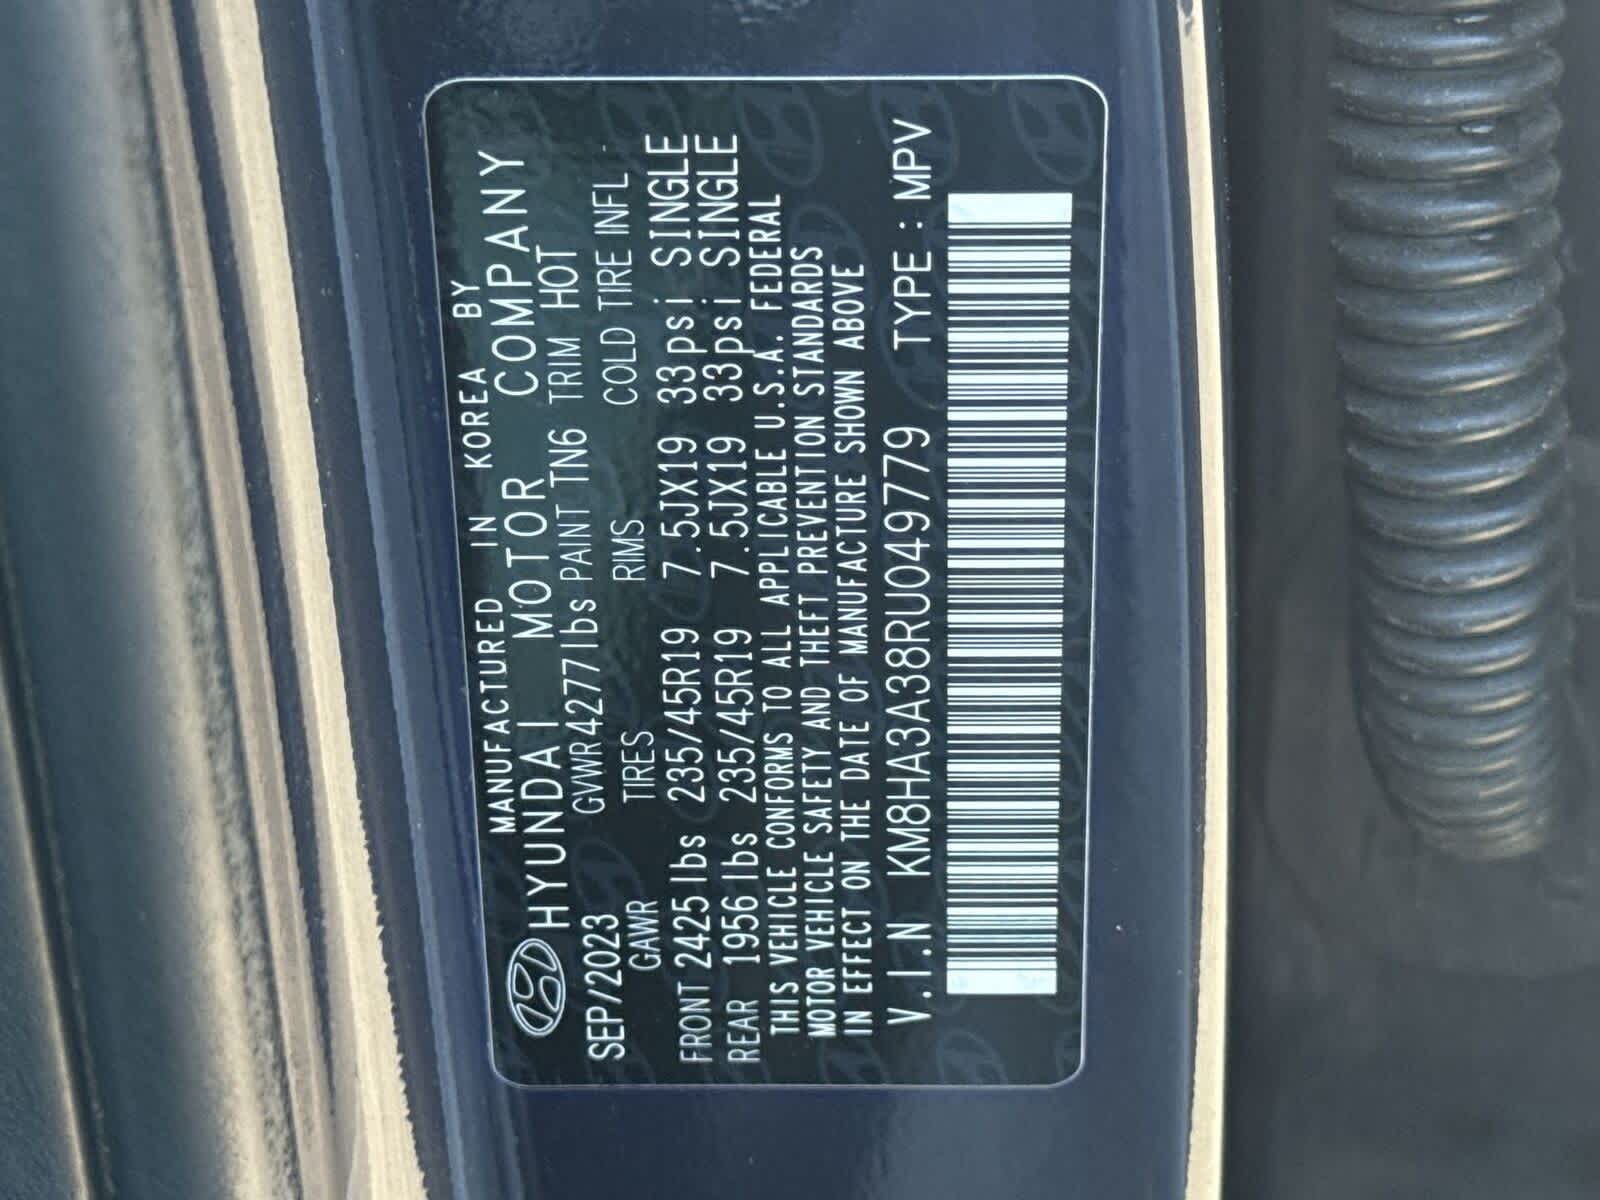 MANUFACTURED IN KOREA BY
HYUNDAI MOTOR COMPANY
SEP/2023 GVWR4277lbs PAINT TN6 TRIM HOT
GAWR TIRES RIMS COLD TIRE INFL
FRONT 2425lbs 235/45R19 7.5JX19 33psi SINGLE
REAR 1956lbs 235/45R19 7.5JX19 33psi SINGLE
THIS VEHICLE CONFORMS TO ALL APPLICABLE U.S.A. FEDERAL
MOTOR VEHICLE SAFETY AND THEFT PREVENTION STANDARDS
IN EFFECT ON THE DATE OF MANUFACTURE SHOWN ABOVE
V.I.N KM8HA3A38RU049779 TYPE : MPV